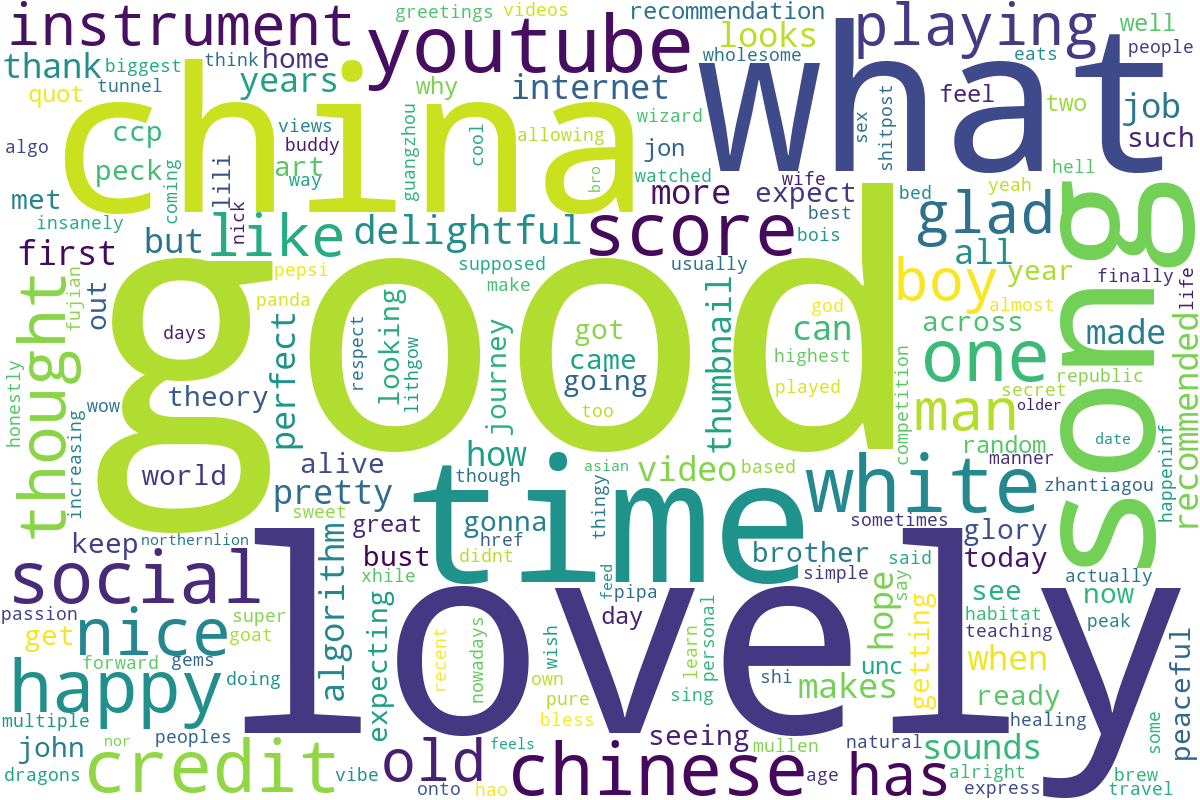 greetings videos recommendation
instrument youtube looks playing well
thank biggest think home wholesome eats people
tunnel years why internet what feel two job
quot china wizard such
ccp views allowing sex shitpost
algo buddy cool jon
peck art guangzhou watched hell
way bro wife
met coming lili more expect bed yeah
insanely nick score best glad song
but like delightful bois all
first
supposed usually finally
pepsi make boy year life
out fujian panda god almost
thought good thumbnail can across made
days respect looking got
perfect came highest one republic
theory lithgow going played secret recommended
journey too man older
honestly competition random date
wow how manner
increasing alive asian video based
world pretty though time white zhantiagou happeninf
sweet thingy sometimes
keep northernlion great gonna glory
href brother said today
algorithm bust didnt
social xhile feed simple see actually
lovely pipa hope say now
passion super day habitat
get nice goat recent nowadays wish learn personal teaching peak
expecting unc getting when
forward gems own shi
happy doing pure sing makes ready
multiple bless healing peaceful
peoples feels seeing natural some
john nor mullen sounds
dragons credit vibe old chinese age has alright brew
onto hao express travel